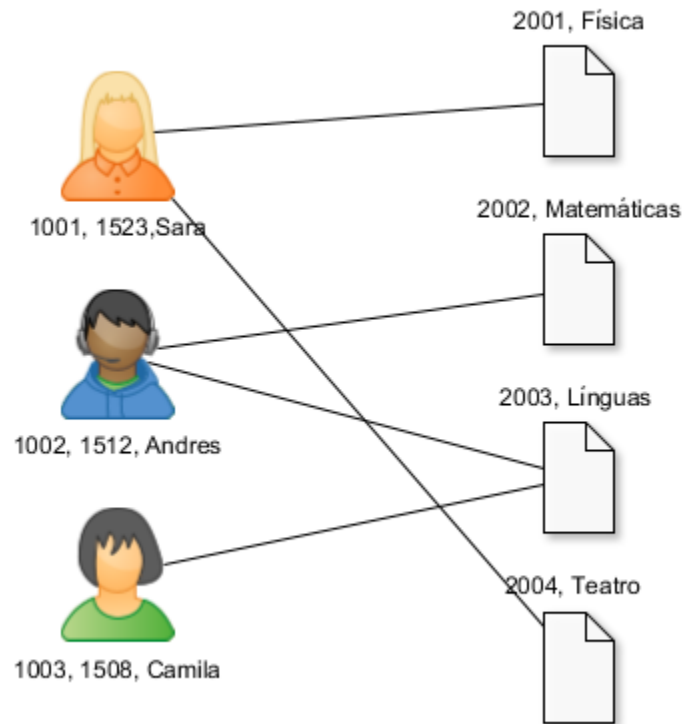 2001, Física
1001, 1523,Sara
2002, Matemáticas
1002, 1512, Andres
2003, Línguas
1003, 1508, Camila
2004, Teatro